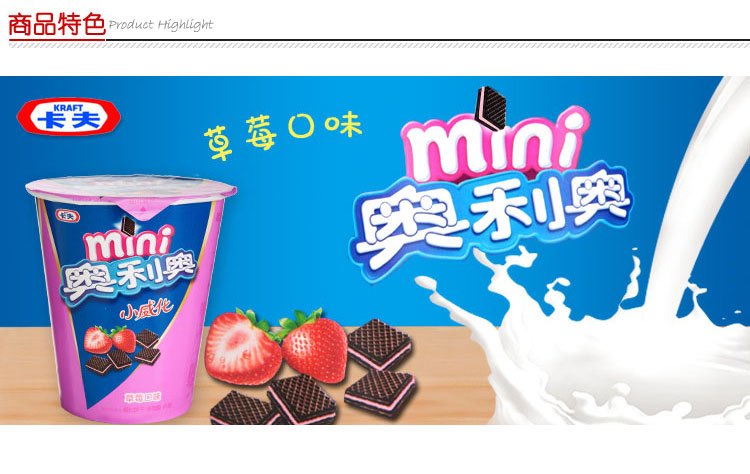 商品特色 Product Highlight
KRAFT
卡夫
草莓口味
mini
奥利奥
卡夫
mini
奥利奥
小威化
草莓口味